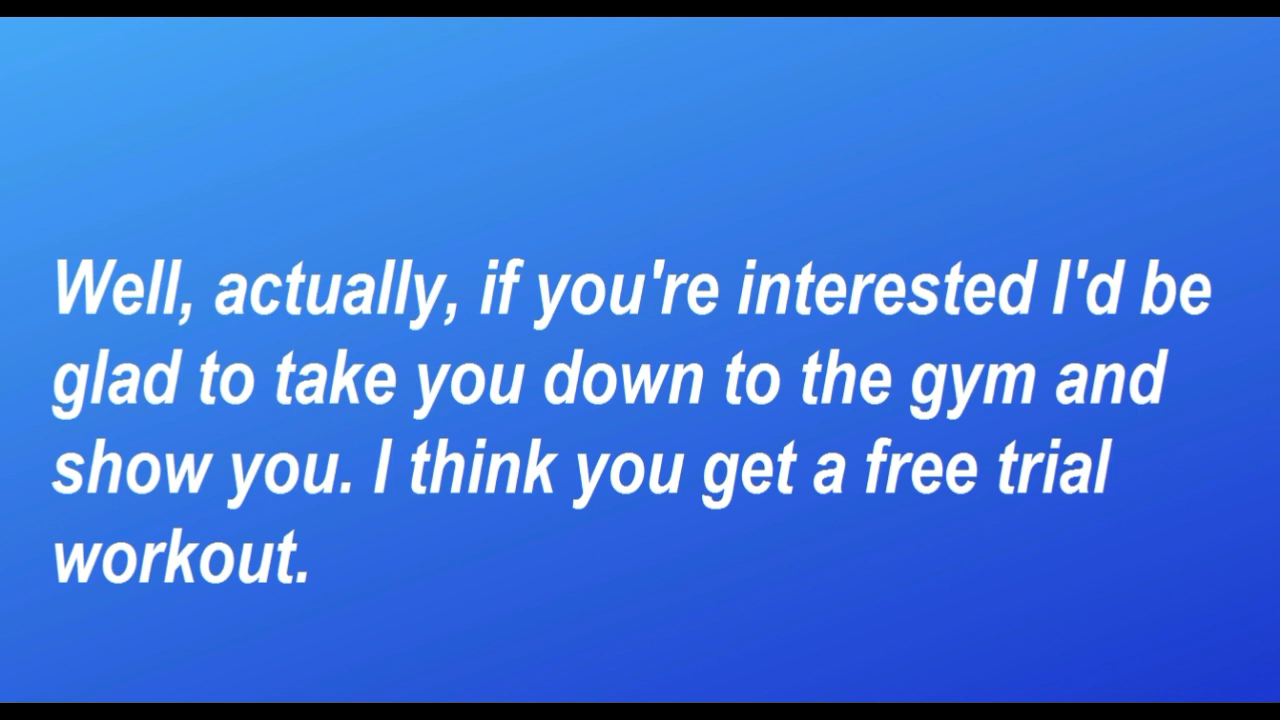 Well, actually, if you're interested I'd be
glad to take you down to the gym and
show you. I think you get a free trial
workout.